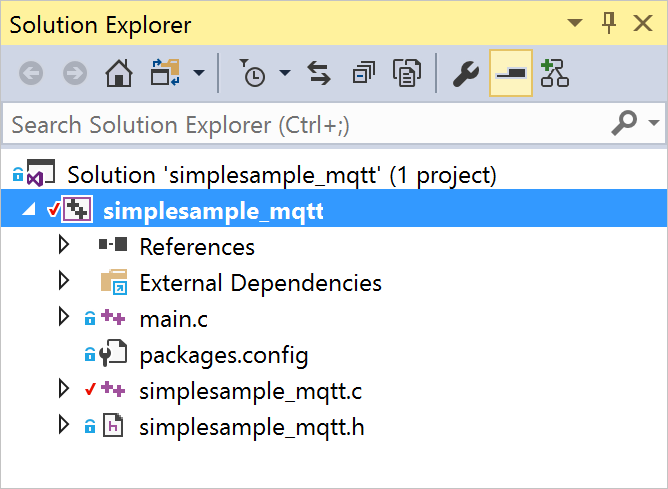 Solution Explorer
Search Solution Explorer (Ctrl+;)
Solution 'simplesample_mqtt' (1 project)
simplesample_mqtt
References
External Dependencies
main.c
packages.config
simplesample_mqtt.c
simplesample_mqtt.h